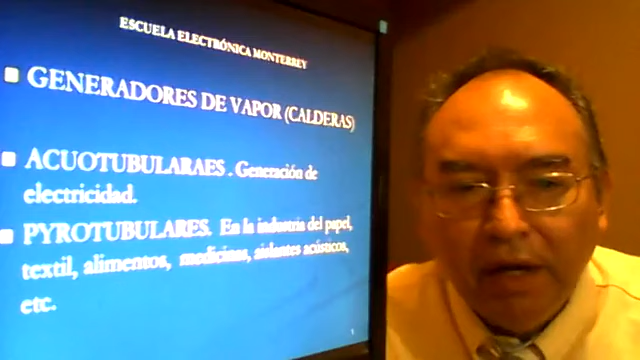 ESCUELA ELECTRÓNICA MONTERREY
GENERADORES DE VAPOR (CALDERAS)
ACUOTUBULARAES . Generación de
electricidad.
PYROTUBULARES. En la industria del papel,
textil, alimentos, medicinas, aislantes acústicos,
etc.